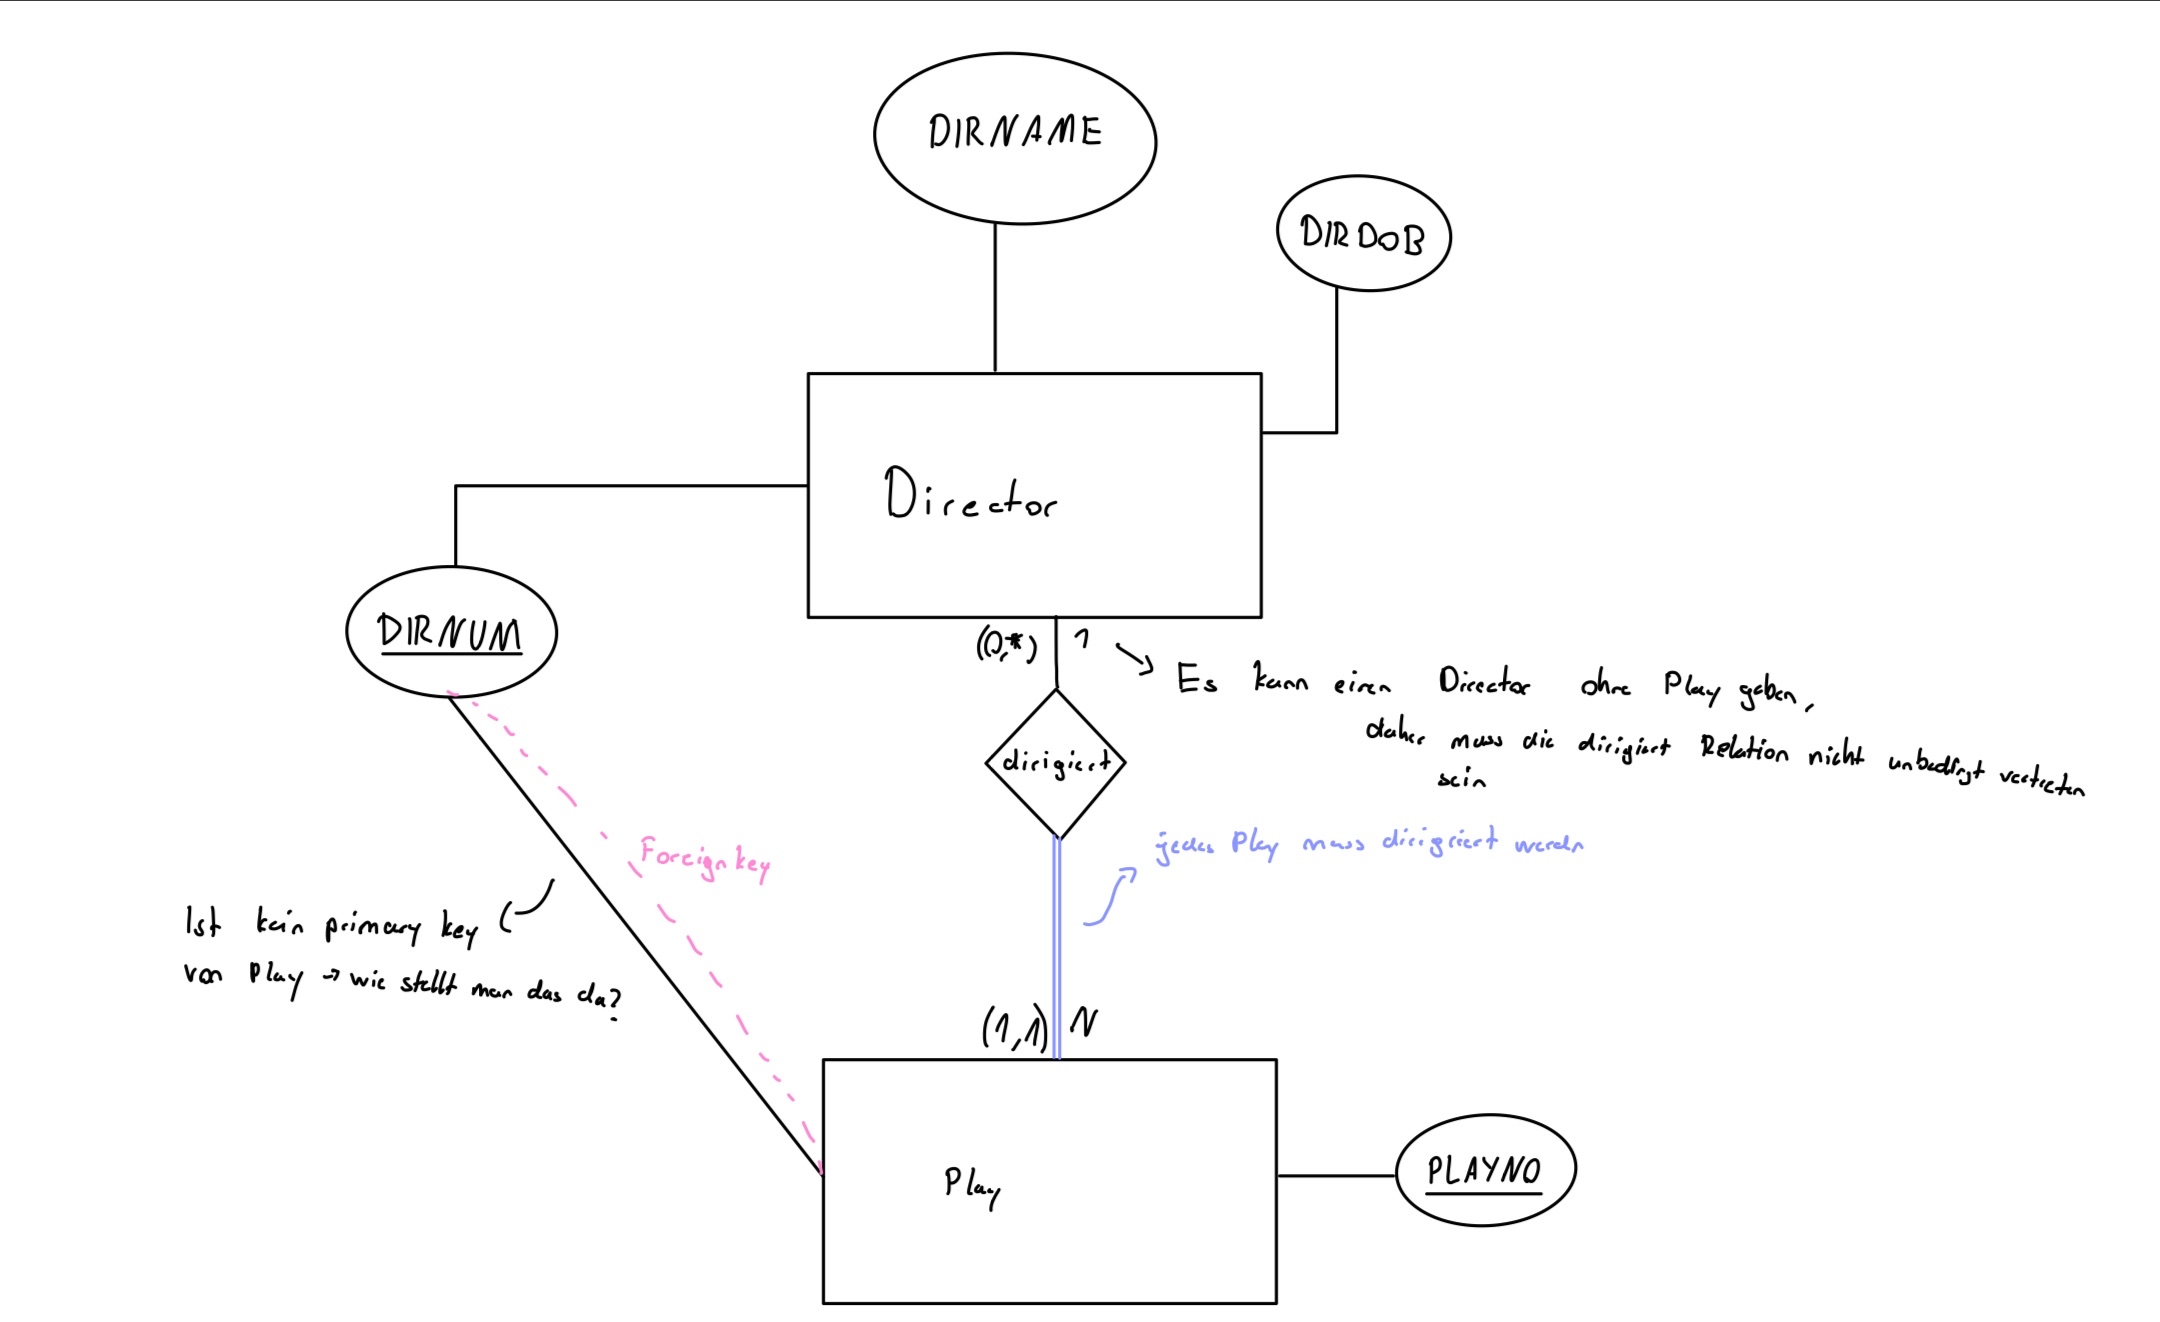 DIRNAME
DIRDOB
Director
DIRNUM
(0,*) 1
Es kann einen Director ohne Play geben,
daher muss die dirigiert Relation nicht unbedingt vertreten
sein
dirigiert
jedes Play muss dirigiert werden
Foreign key
Ist kein primary key
von Play → wie stellt man das da?
(1,1) N
Play
PLAYNO